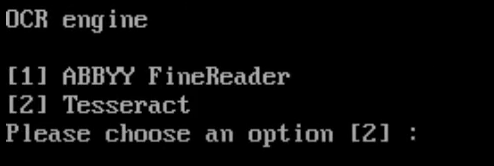 OCR engine
[1] ABBYY FineReader
[2] Tesseract
Please choose an option [2] :